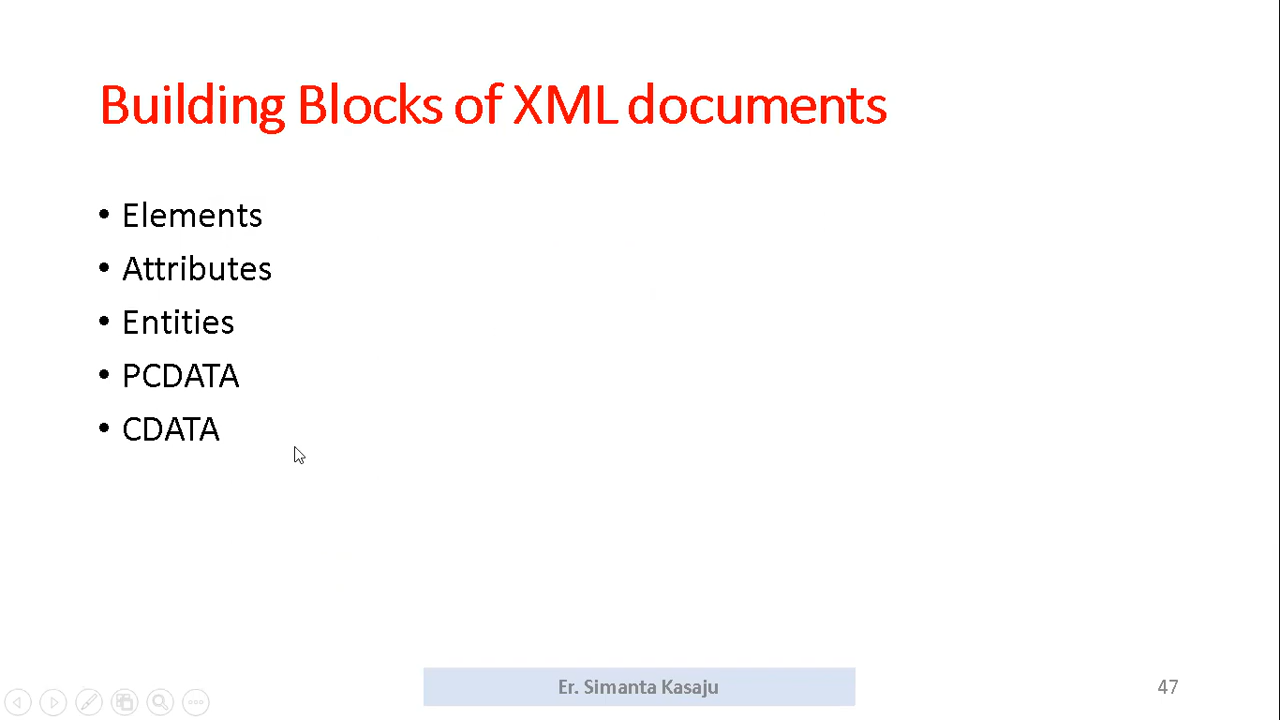 Building Blocks of XML documents
• Elements
• Attributes
• Entities
• PCDATA
• CDATA
Er. Simanta Kasaju
47